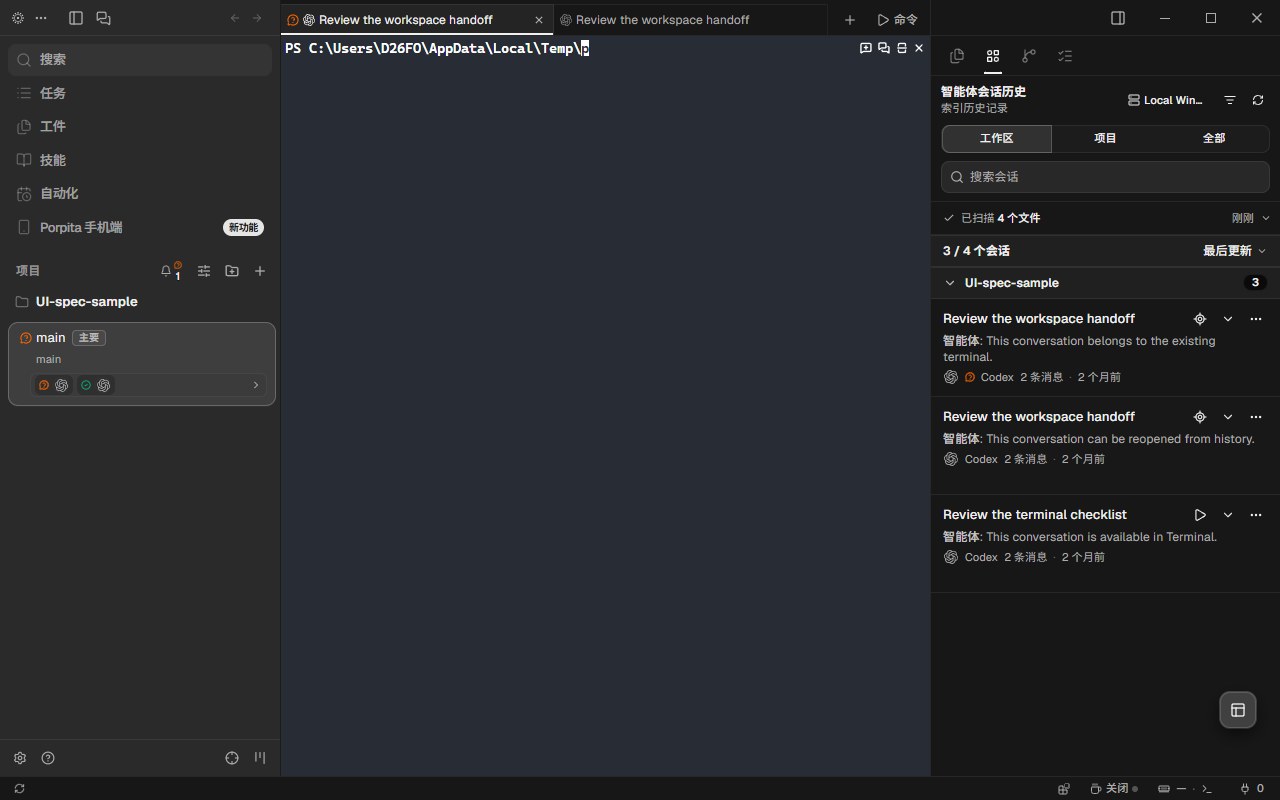 Review the workspace handoff
Review the workspace handoff
命令
搜索
任务
工件
技能
自动化
Porpita 手机端
新功能
项目
1
UI-spec-sample
main
主要
main
PS C:\Users\D26FO\AppData\Local\Temp\p
智能体会话历史
索引历史记录
Local Win...
工作区
项目
全部
搜索会话
已扫描 4 个文件
刚刚
3 / 4 个会话
最后更新
UI-spec-sample
3
Review the workspace handoff
智能体: This conversation belongs to the existing
terminal.
Codex 2 条消息 · 2 个月前
Review the workspace handoff
智能体: This conversation can be reopened from history.
Codex 2 条消息 · 2 个月前
Review the terminal checklist
智能体: This conversation is available in Terminal.
Codex 2 条消息 · 2 个月前
关闭
— ·
0